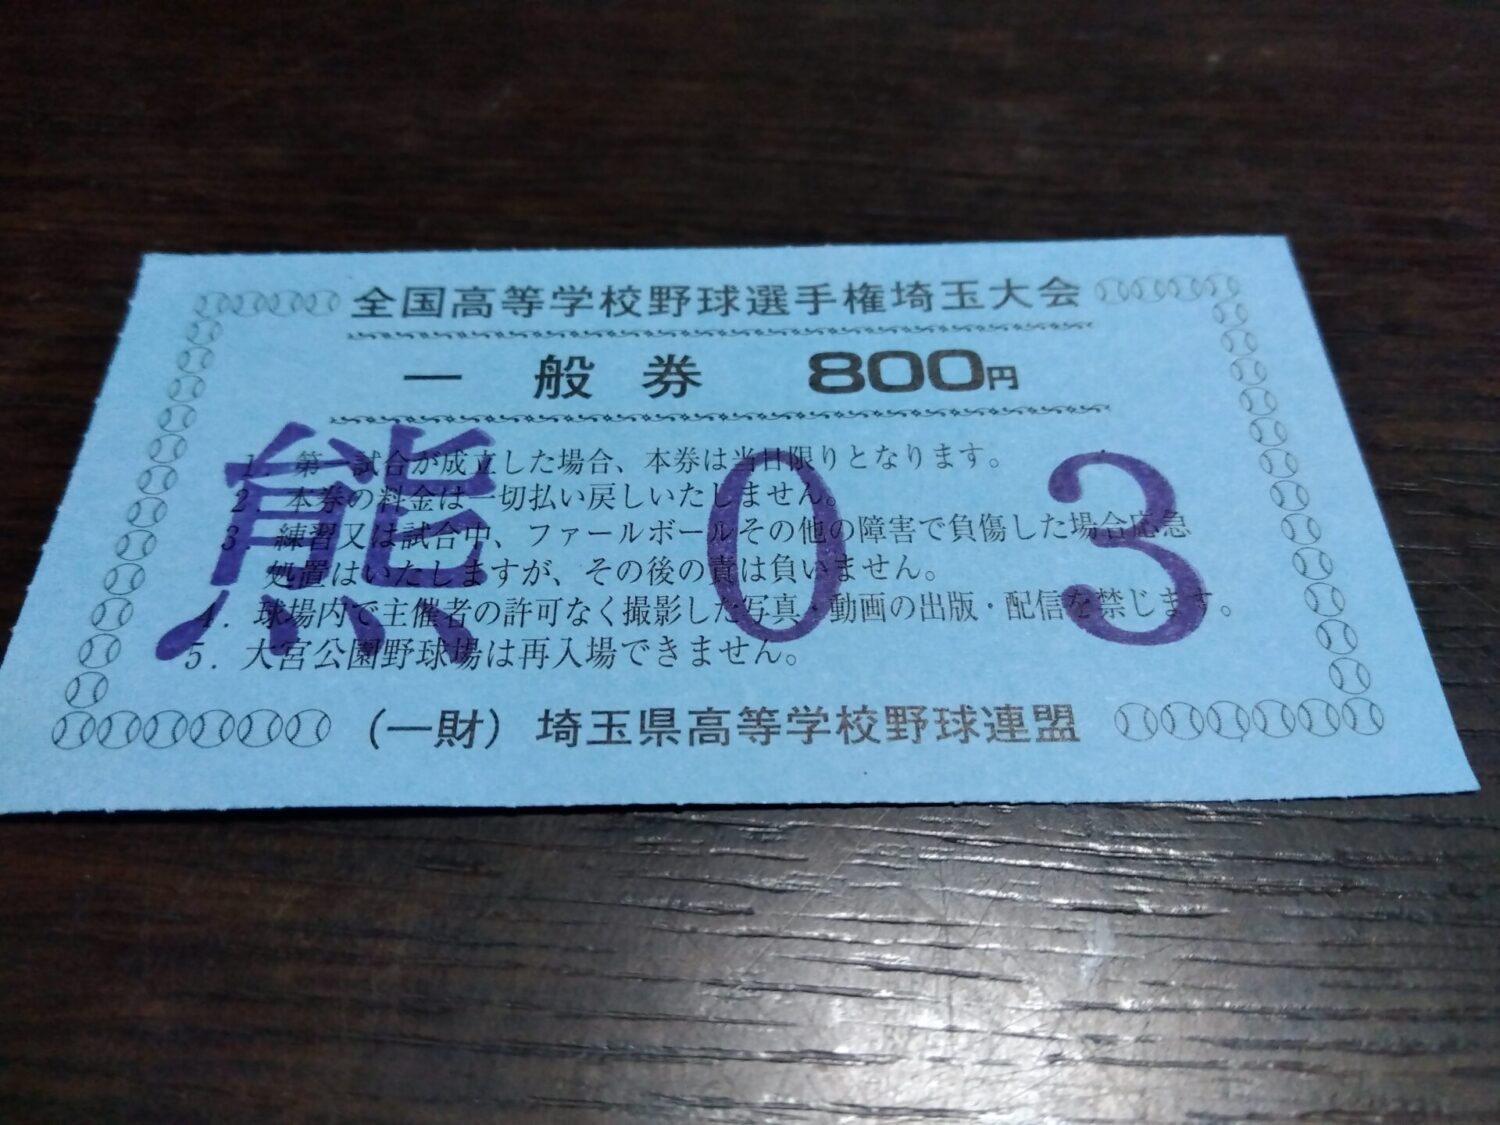 全国高等学校野球選手権埼玉大会
一般券 800円
熊 0 3
1. 第一試合が成立した場合、本券は当日限りとなります。
2. 本券の料金は一切払い戻しいたしません。
3. 練習又は試合中、ファールボールその他の障害で負傷した場合応急
処置はいたしますが、その後の責は負いません。
4. 球場内で主催者の許可なく撮影した写真・動画の出版・配信を禁じます。
5. 大宮公園野球場は再入場できません。
(一財) 埼玉県高等学校野球連盟